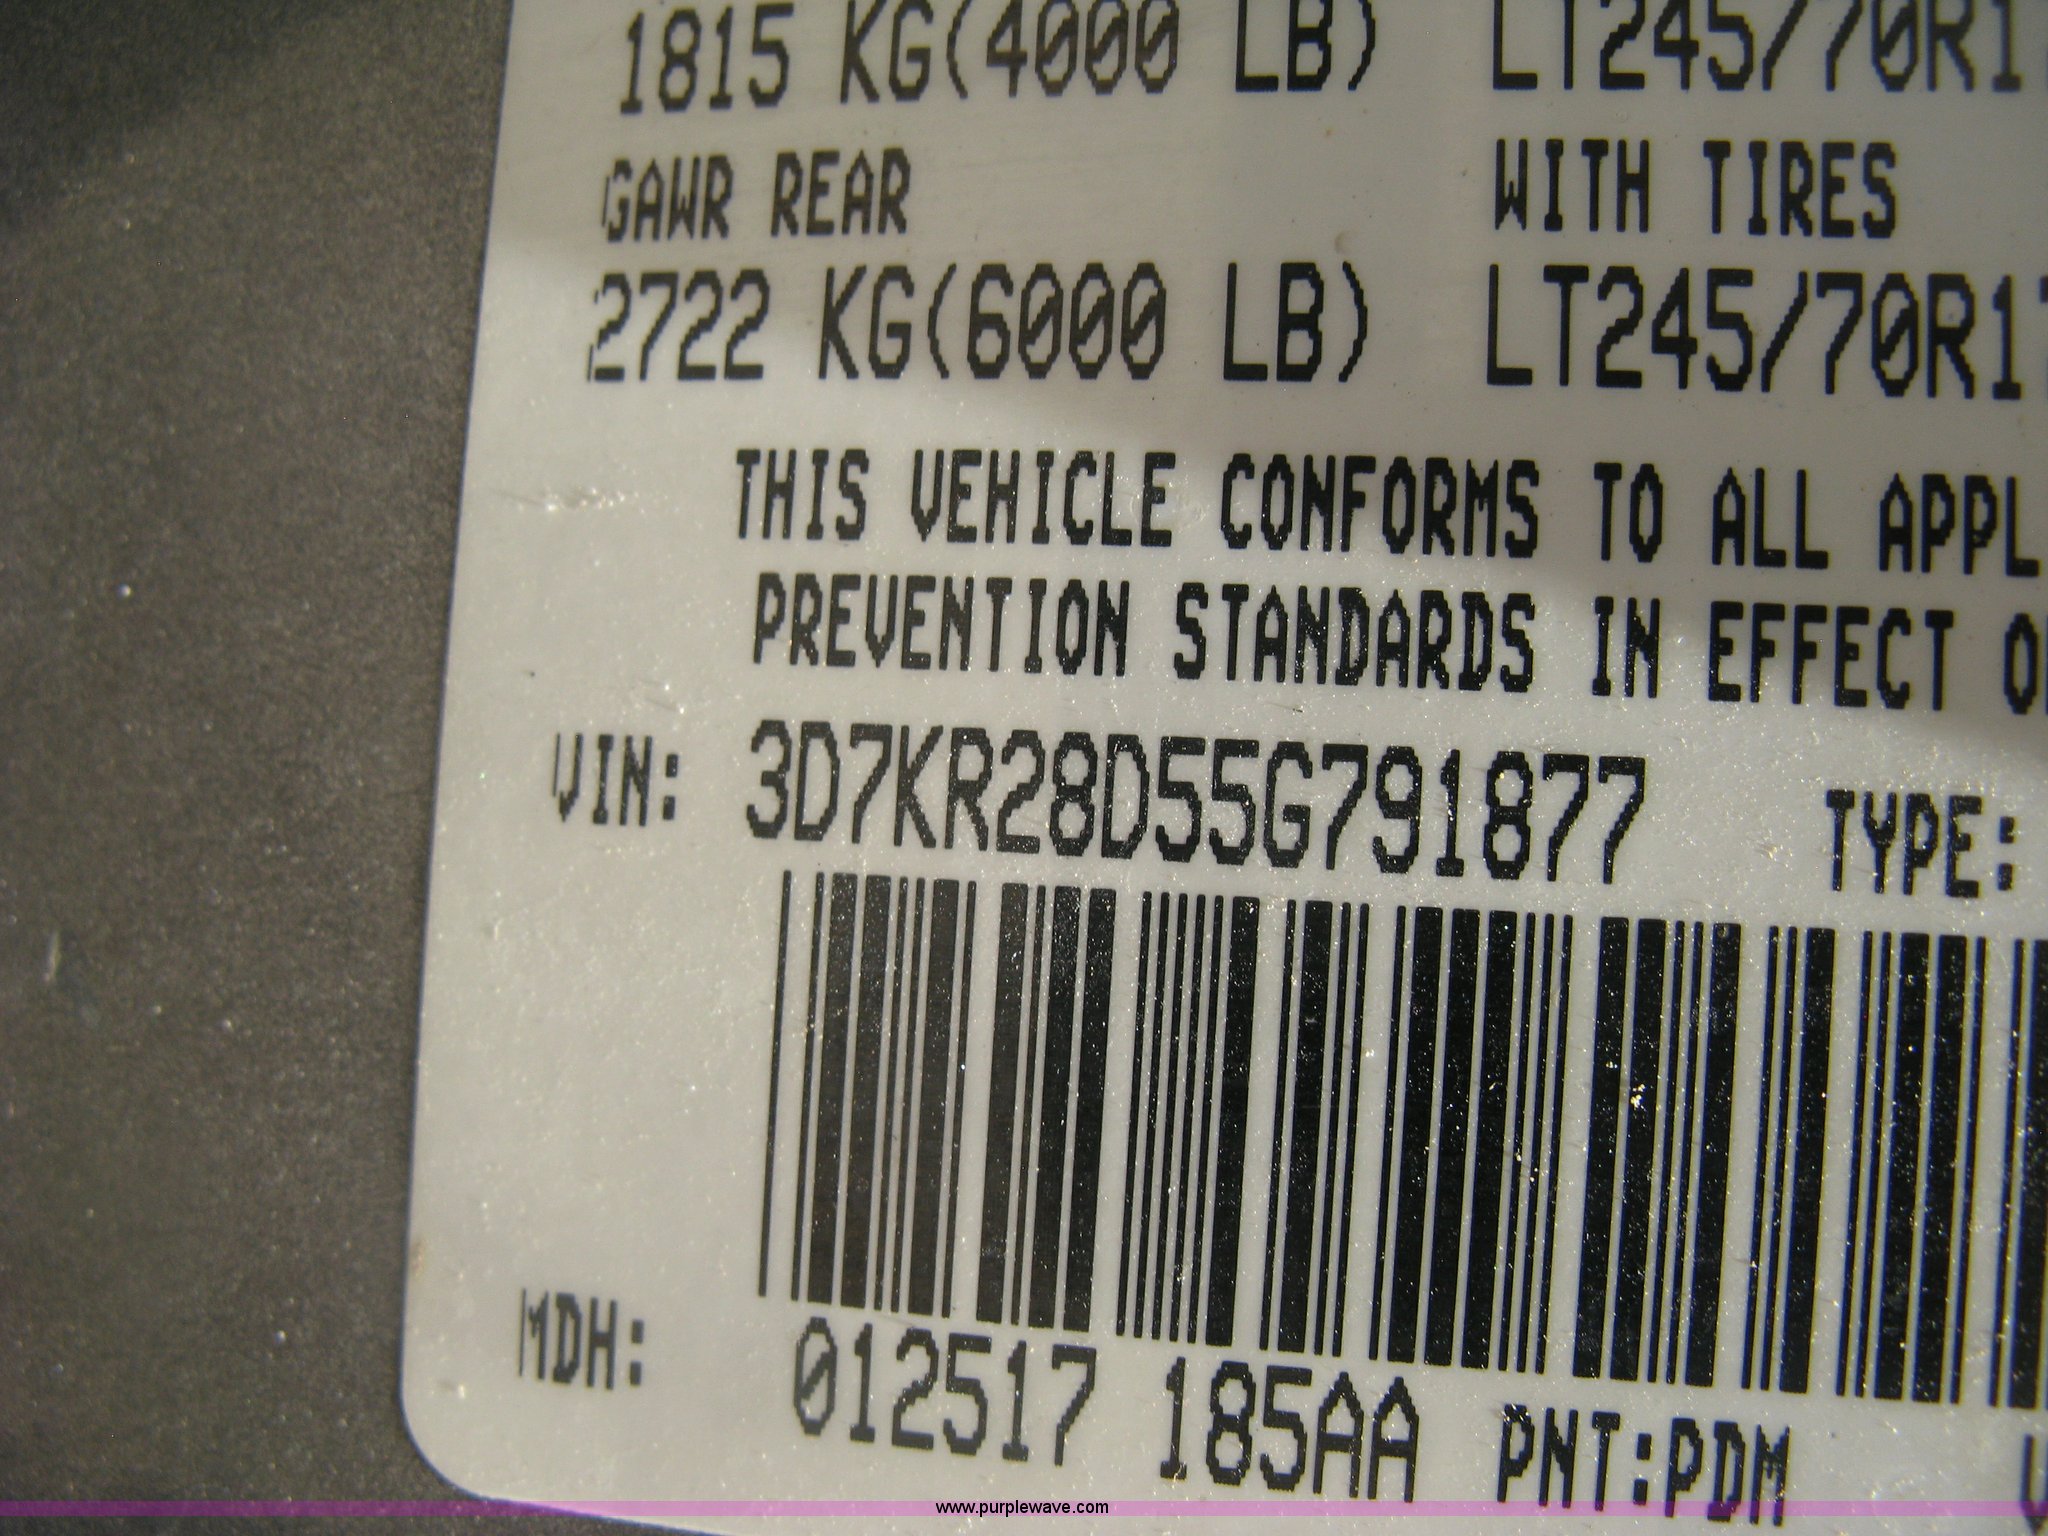 1815 KG(4000 LB) LT245/70R1
GAWR REAR WITH TIRES
2722 KG(6000 LB) LT245/70R17
THIS VEHICLE CONFORMS TO ALL APPL
PREVENTION STANDARDS IN EFFECT O
VIN: 3D7KR28D55G791877 TYPE:
MDH: 012517 185AA PNT:PDM
www.purplewave.com